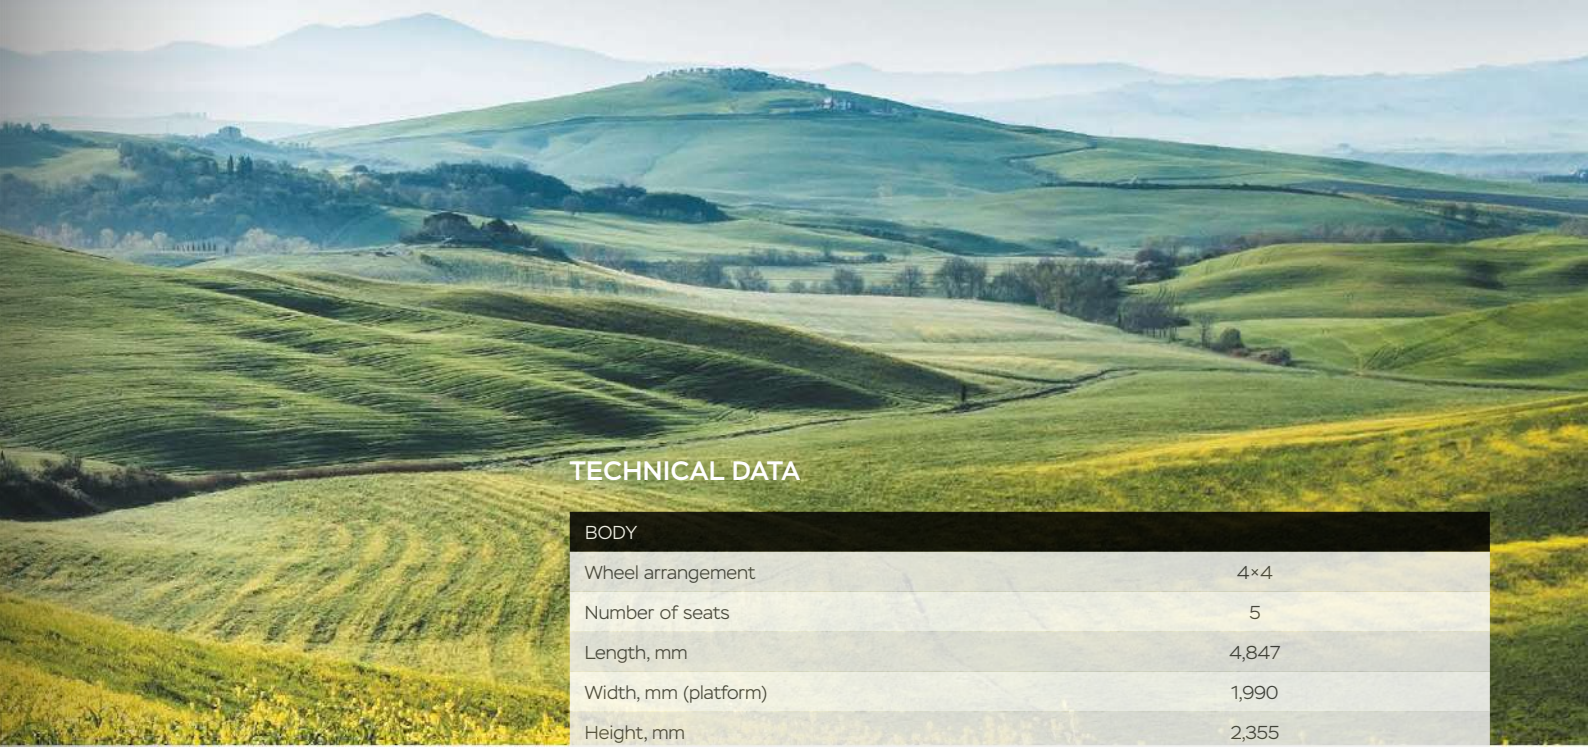 TECHNICAL DATA
BODY
Wheel arrangement 4×4
Number of seats 5
Length, mm 4,847
Width, mm (platform) 1,990
Height, mm 2,355